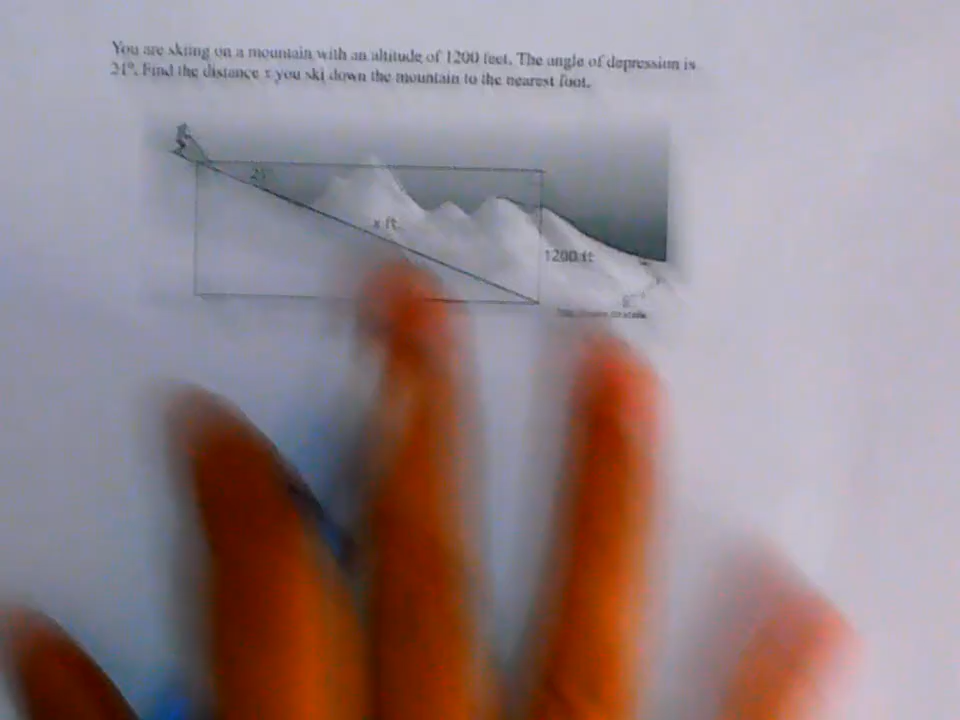 You are skiing on a mountain with an altitude of 1200 feet. The angle of depression is
21°. Find the distance x you ski down the mountain to the nearest foot.
x ft
1200 ft